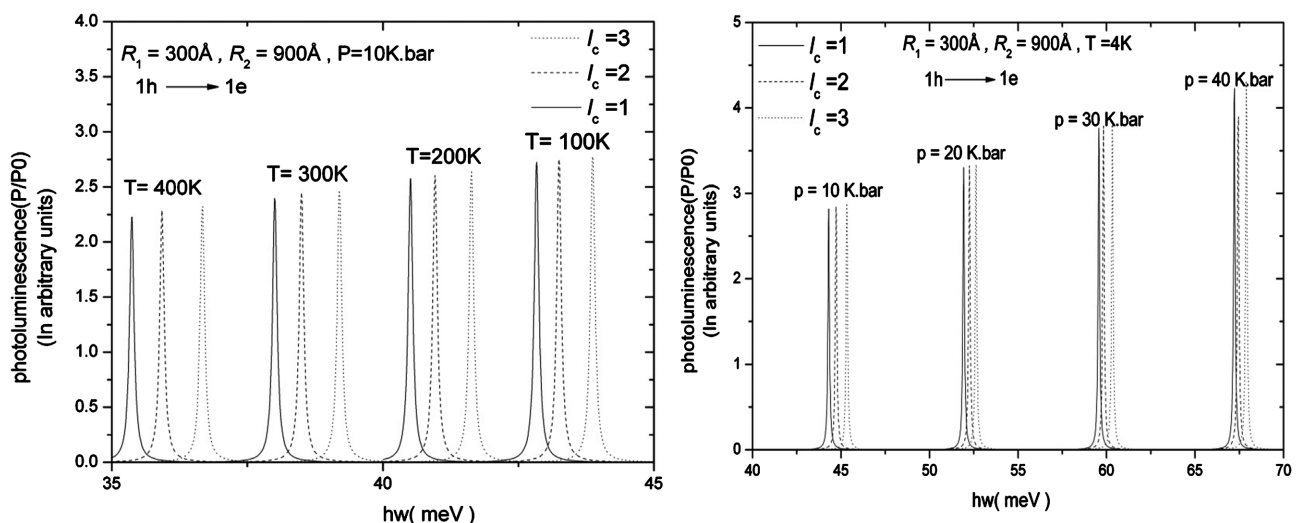 photoluminescence(P/P0)
(In arbitrary units)
4.0
3.5
3.0
2.5
2.0
1.5
1.0
0.5
0.0
R₁ = 300Å , R₂ = 900Å , P=10K.bar
1h → 1e
lc =3
lc =2
lc =1
T= 400K
T= 300K
T=200K
T= 100K
35 40 45
hw( meV )
photoluminescence(P/P0)
(In arbitrary units)
5
4
3
2
1
0
lc =1
lc =2
lc =3
R₁ = 300Å , R₂ = 900Å , T=4K
1h → 1e
p = 10 K.bar
p = 20 K.bar
p = 30 K.bar
p = 40 K.bar
40 45 50 55 60 65 70
hw( meV )